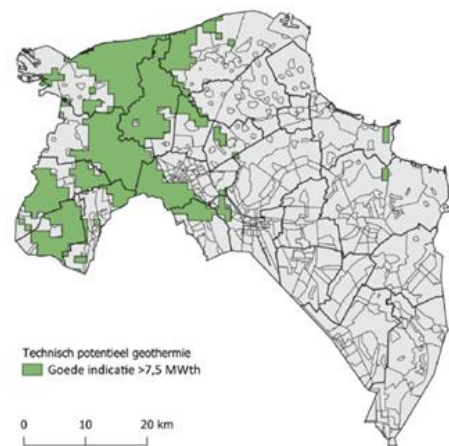 Technisch potentieel geothermie
Goede indicatie >7,5 MWth
0 10 20 km